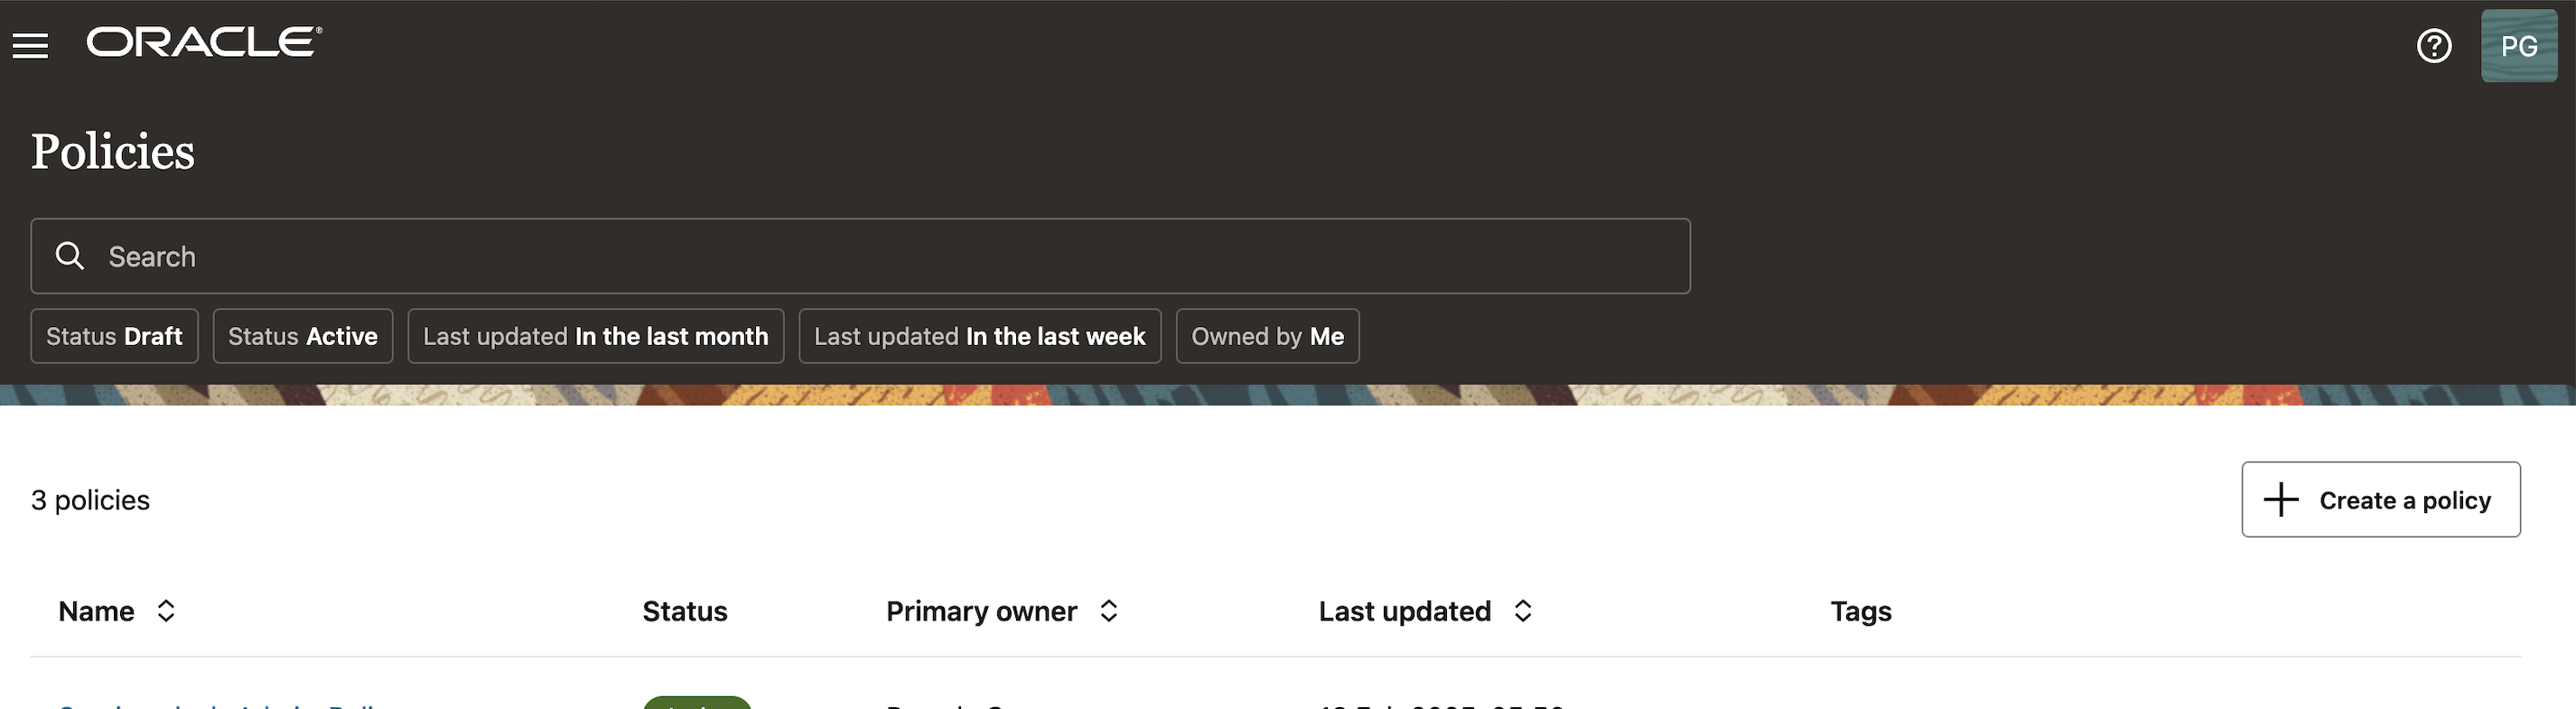 ORACLE®
PG
Policies
Search
Status Draft Status Active Last updated In the last month Last updated In the last week Owned by Me
3 policies
Create a policy
Name Status Primary owner Last updated Tags